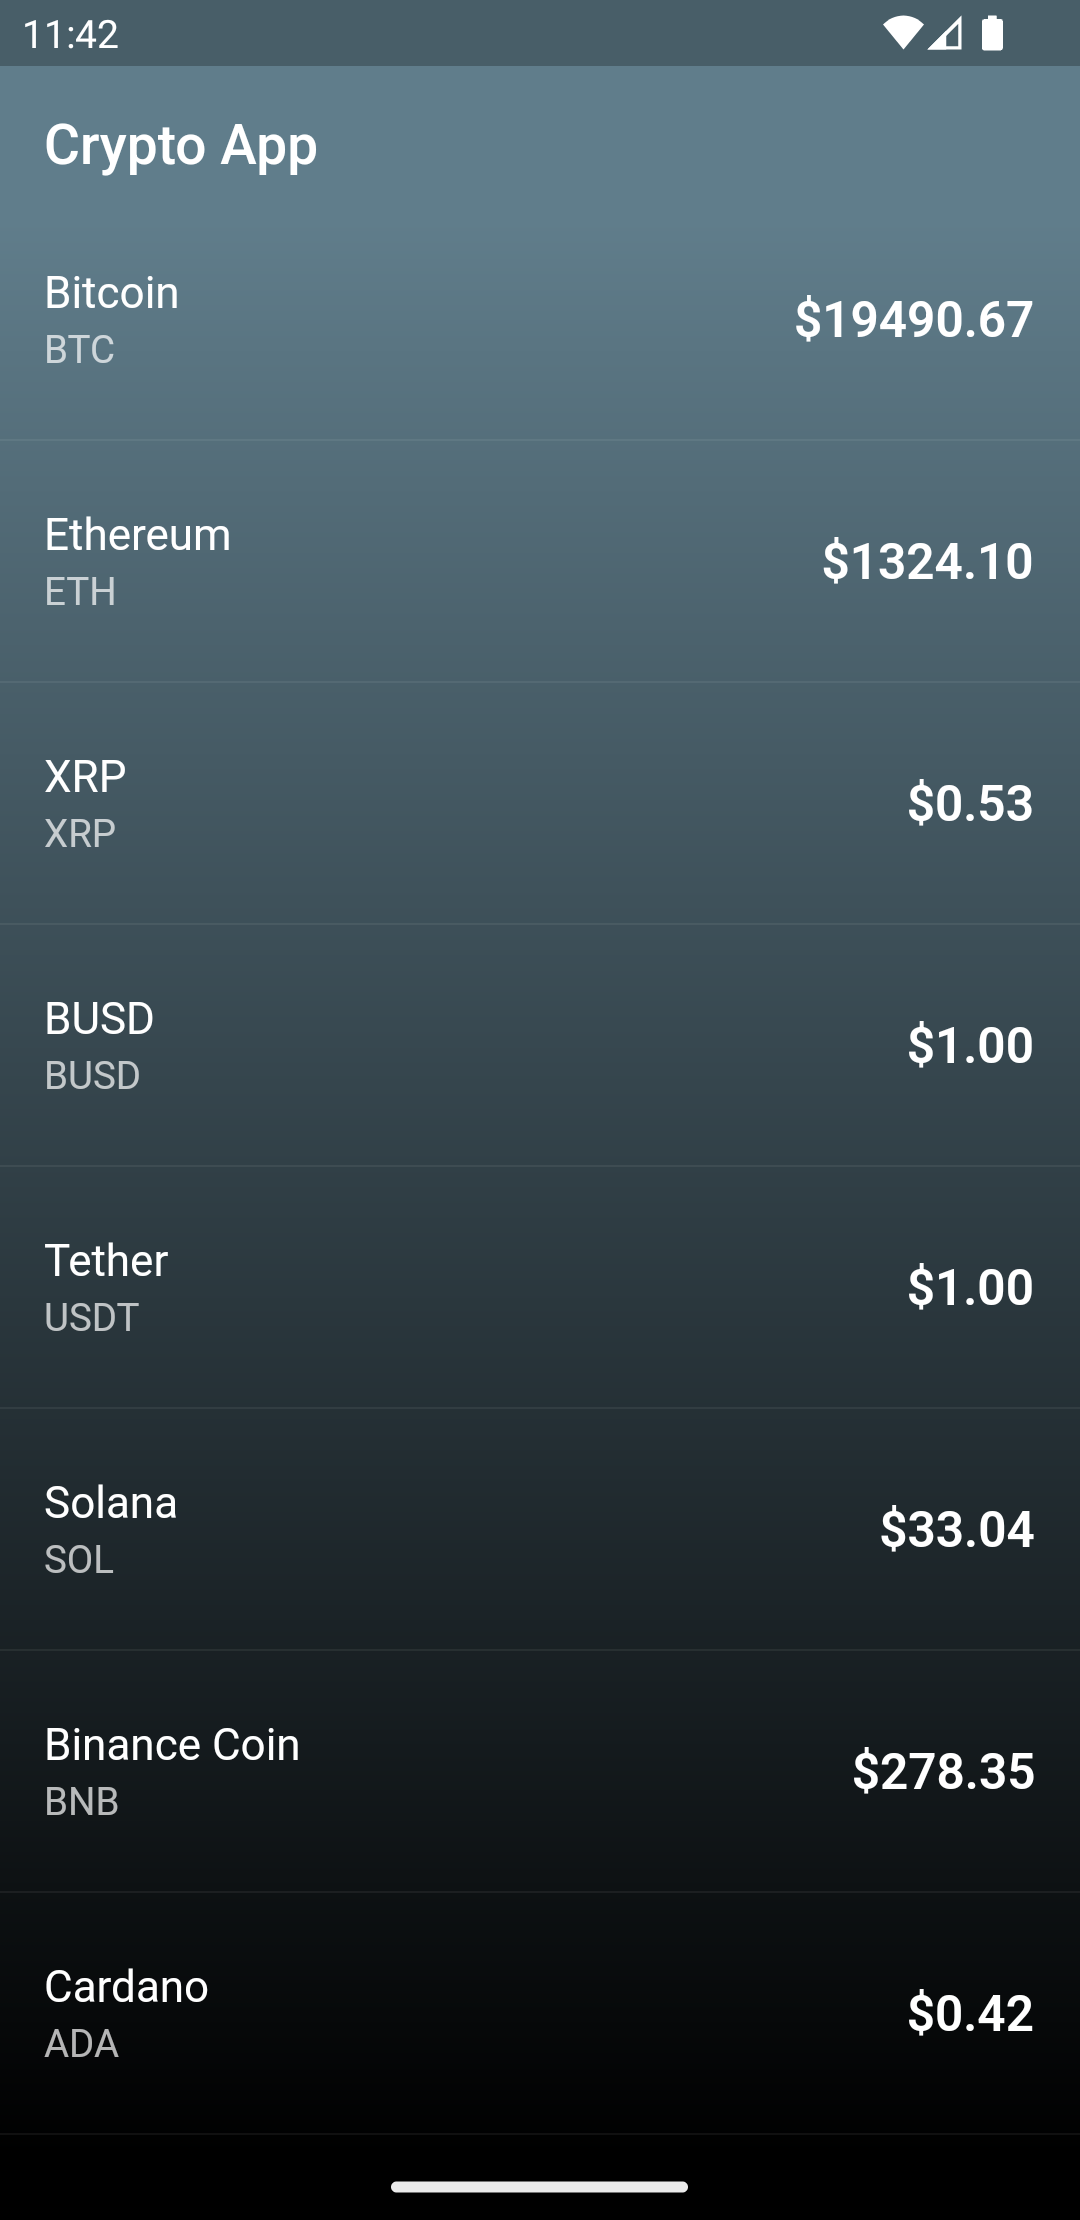 11:42
Crypto App
Bitcoin
BTC
$19490.67
Ethereum
ETH
$1324.10
XRP
XRP
$0.53
BUSD
BUSD
$1.00
Tether
USDT
$1.00
Solana
SOL
$33.04
Binance Coin
BNB
$278.35
Cardano
ADA
$0.42